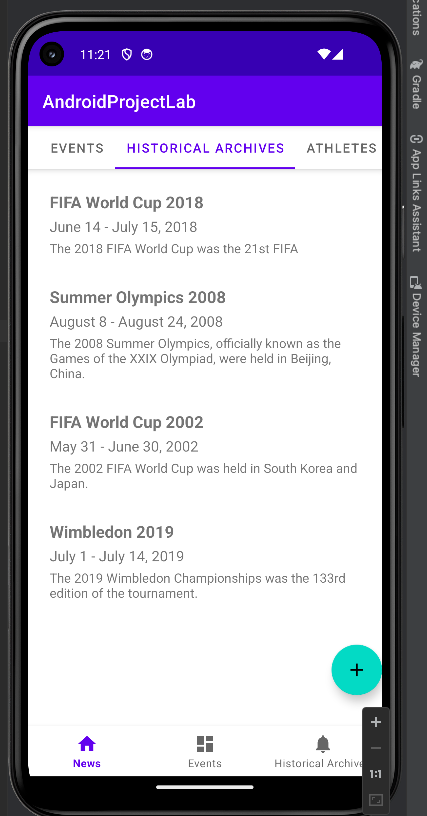 11:21
AndroidProjectLab
EVENTS HISTORICAL ARCHIVES ATHLETES
FIFA World Cup 2018
June 14 - July 15, 2018
The 2018 FIFA World Cup was the 21st FIFA
Summer Olympics 2008
August 8 - August 24, 2008
The 2008 Summer Olympics, officially known as the
Games of the XXIX Olympiad, were held in Beijing,
China.
FIFA World Cup 2002
May 31 - June 30, 2002
The 2002 FIFA World Cup was held in South Korea and
Japan.
Wimbledon 2019
July 1 - July 14, 2019
The 2019 Wimbledon Championships was the 133rd
edition of the tournament.
+
News Events Historical Archive
+
−
1:1
Gradle
App Links Assistant
Device Manager